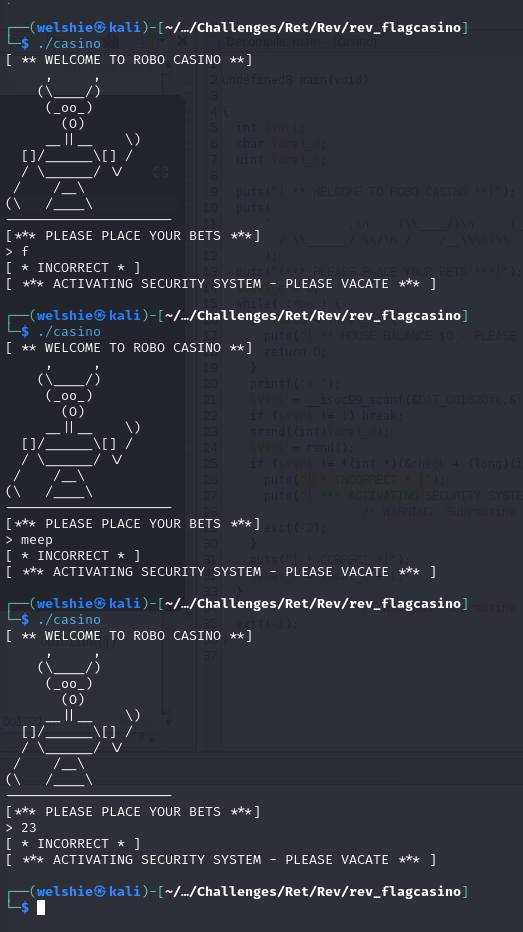 ┌──(welshie㉿kali)-[~/…/Challenges/Ret/Rev/rev_flagcasino]
└─$ ./casino
[ ** WELCOME TO ROBO CASINO **]
     ,     ,
    (\____/)
     (_oo_)
       (O)
     __||__    \)
  []/______\[] /
  / \______/ \/
 /    /__\
(\   /____\
---------------------
[*** PLEASE PLACE YOUR BETS ***]
> f
[ * INCORRECT * ]
[ *** ACTIVATING SECURITY SYSTEM - PLEASE VACATE *** ]
┌──(welshie㉿kali)-[~/…/Challenges/Ret/Rev/rev_flagcasino]
└─$ ./casino
[ ** WELCOME TO ROBO CASINO **]
     ,     ,
    (\____/)
     (_oo_)
       (O)
     __||__    \)
  []/______\[] /
  / \______/ \/
 /    /__\
(\   /____\
---------------------
[*** PLEASE PLACE YOUR BETS ***]
> meep
[ * INCORRECT * ]
[ *** ACTIVATING SECURITY SYSTEM - PLEASE VACATE *** ]
┌──(welshie㉿kali)-[~/…/Challenges/Ret/Rev/rev_flagcasino]
└─$ ./casino
[ ** WELCOME TO ROBO CASINO **]
     ,     ,
    (\____/)
     (_oo_)
       (O)
     __||__    \)
  []/______\[] /
  / \______/ \/
 /    /__\
(\   /____\
---------------------
[*** PLEASE PLACE YOUR BETS ***]
> 23
[ * INCORRECT * ]
[ *** ACTIVATING SECURITY SYSTEM - PLEASE VACATE *** ]
┌──(welshie㉿kali)-[~/…/Challenges/Ret/Rev/rev_flagcasino]
└─$